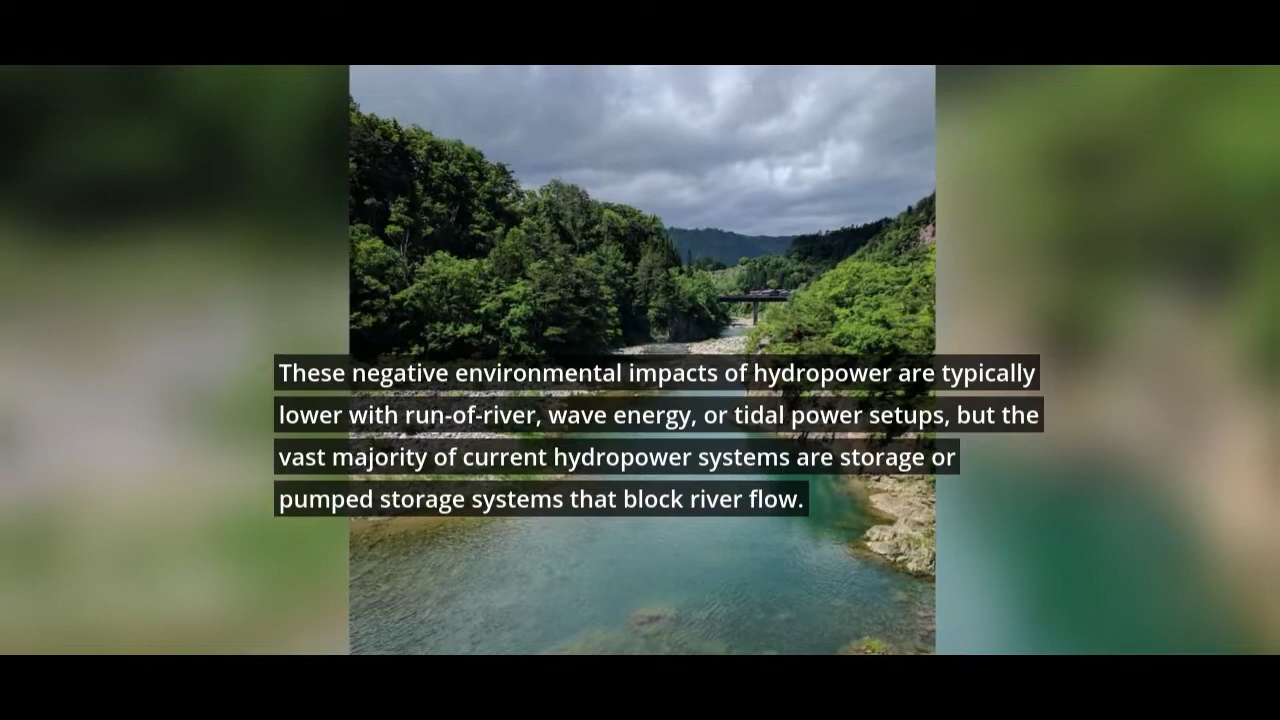 These negative environmental impacts of hydropower are typically
lower with run-of-river, wave energy, or tidal power setups, but the
vast majority of current hydropower systems are storage or
pumped storage systems that block river flow.